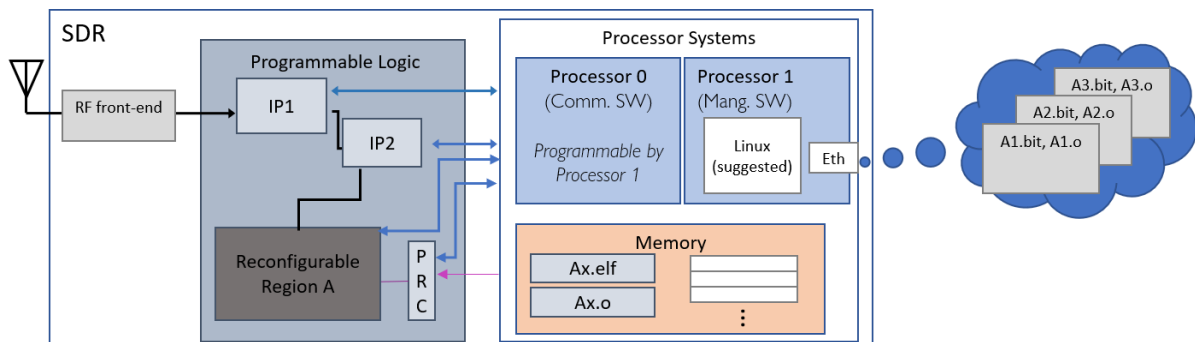 SDR
RF front-end
Programmable Logic
IP1
IP2
Reconfigurable
Region A
P
R
C
Processor Systems
Processor 0
(Comm. SW)
Programmable by
Processor 1
Processor 1
(Mang. SW)
Linux
(suggested)
Eth
Memory
Ax.elf
Ax.o
A3.bit, A3.o
A2.bit, A2.o
A1.bit, A1.o